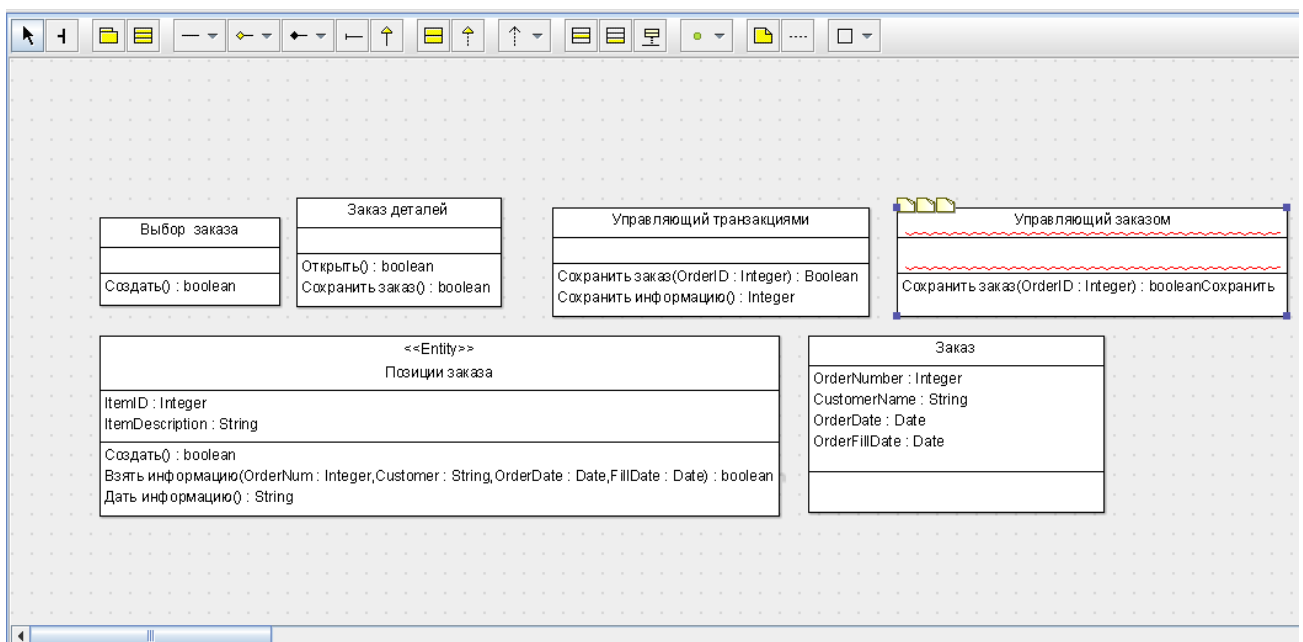 Выбор заказа
Создать() : boolean
Заказ деталей
Открыть() : boolean
Сохранить заказ() : boolean
Управляющий транзакциями
Сохранить заказ(OrderID : Integer) : Boolean
Сохранить информацию() : Integer
Управляющий заказом
Сохранить заказ(OrderID : Integer) : booleanСохранить
<<Entity>>
Позиции заказа
ItemID : Integer
ItemDescription : String
Создать() : boolean
Взять информацию(OrderNum : Integer,Customer : String,OrderDate : Date,FillDate : Date) : boolean
Дать информацию() : String
Заказ
OrderNumber : Integer
CustomerName : String
OrderDate : Date
OrderFillDate : Date